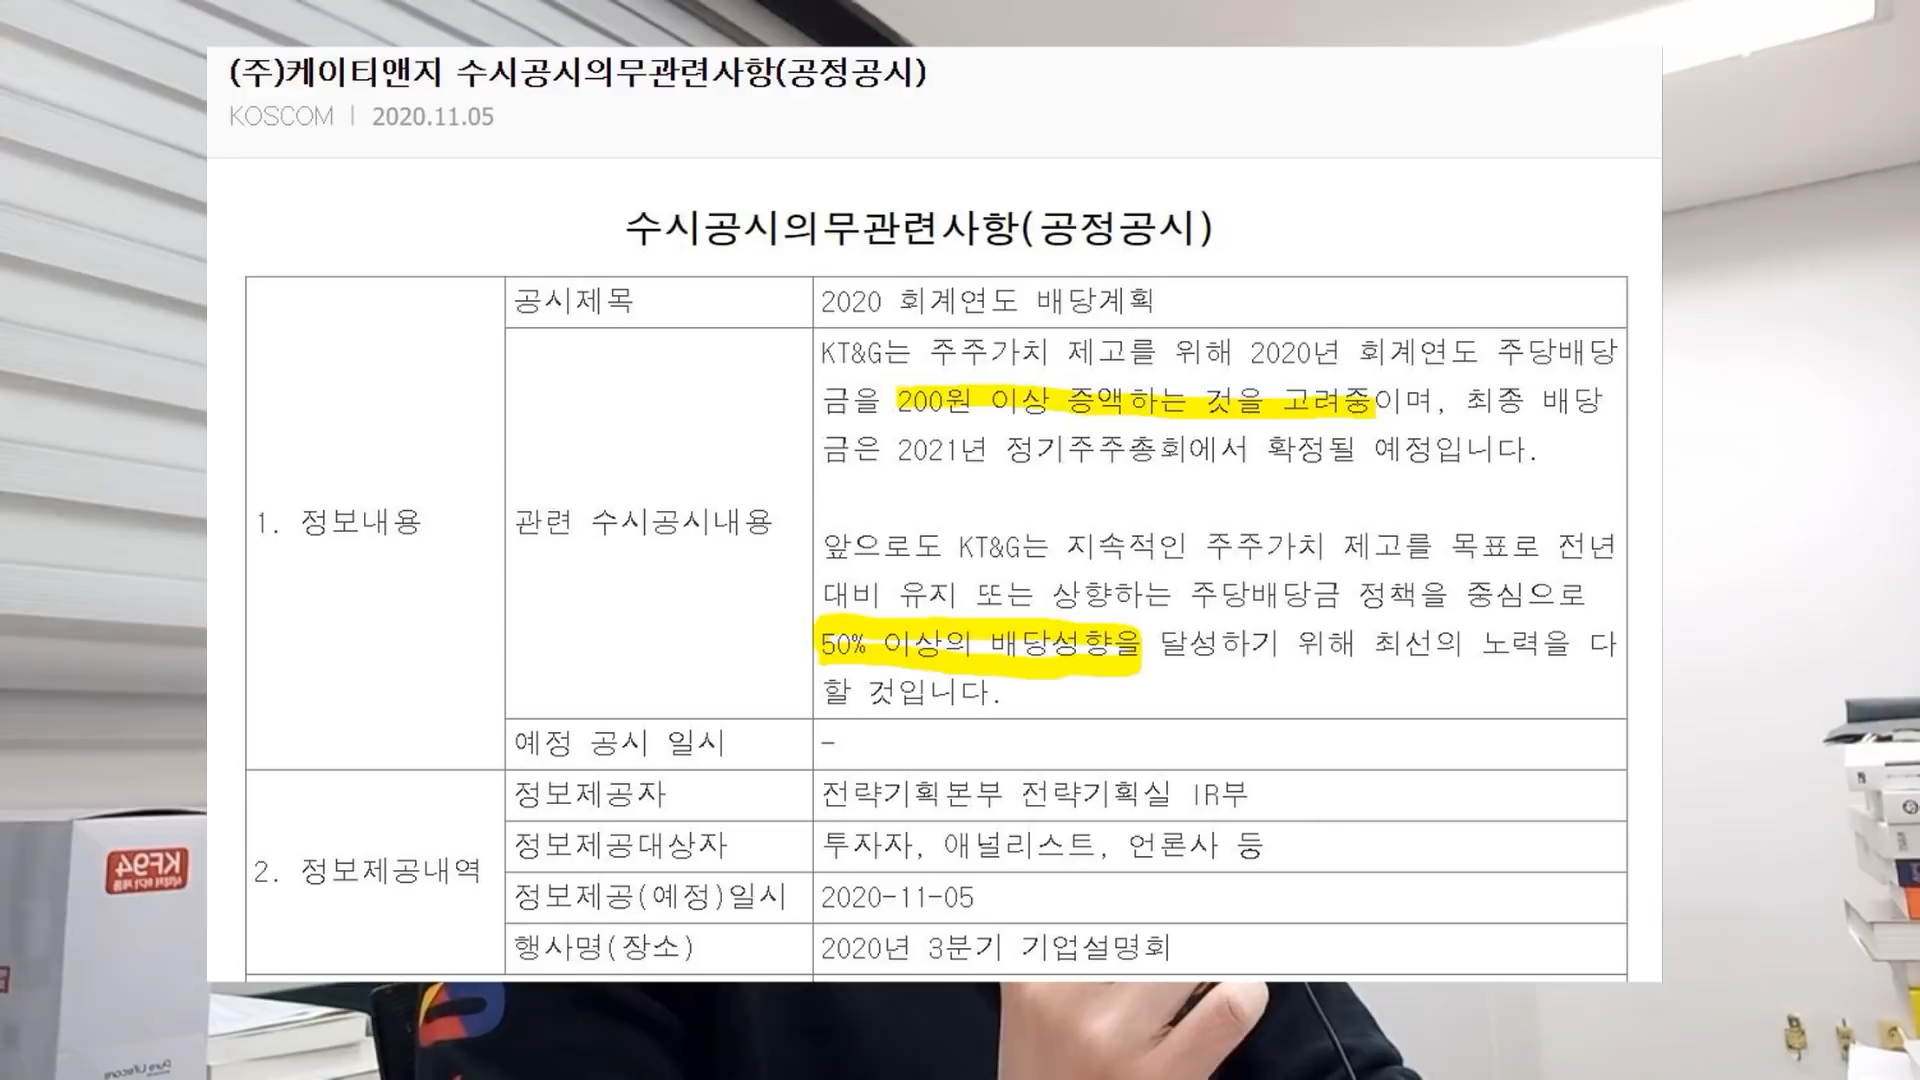 (주)케이티앤지 수시공시의무관련사항(공정공시)
KOSCOM | 2020.11.05
수시공시의무관련사항(공정공시)
1. 정보내용
공시제목
2020 회계연도 배당계획
관련 수시공시내용
KT&G는 주주가치 제고를 위해 2020년 회계연도 주당배당
금을 200원 이상 증액하는 것을 고려중이며, 최종 배당
금은 2021년 정기주주총회에서 확정될 예정입니다.
앞으로도 KT&G는 지속적인 주주가치 제고를 목표로 전년
대비 유지 또는 상향하는 주당배당금 정책을 중심으로
50% 이상의 배당성향을 달성하기 위해 최선의 노력을 다
할 것입니다.
예정 공시 일시
-
2. 정보제공내역
정보제공자
전략기획본부 전략기획실 IR부
정보제공대상자
투자자, 애널리스트, 언론사 등
정보제공(예정)일시
2020-11-05
행사명(장소)
2020년 3분기 기업설명회
KF94
Pure Lifecare